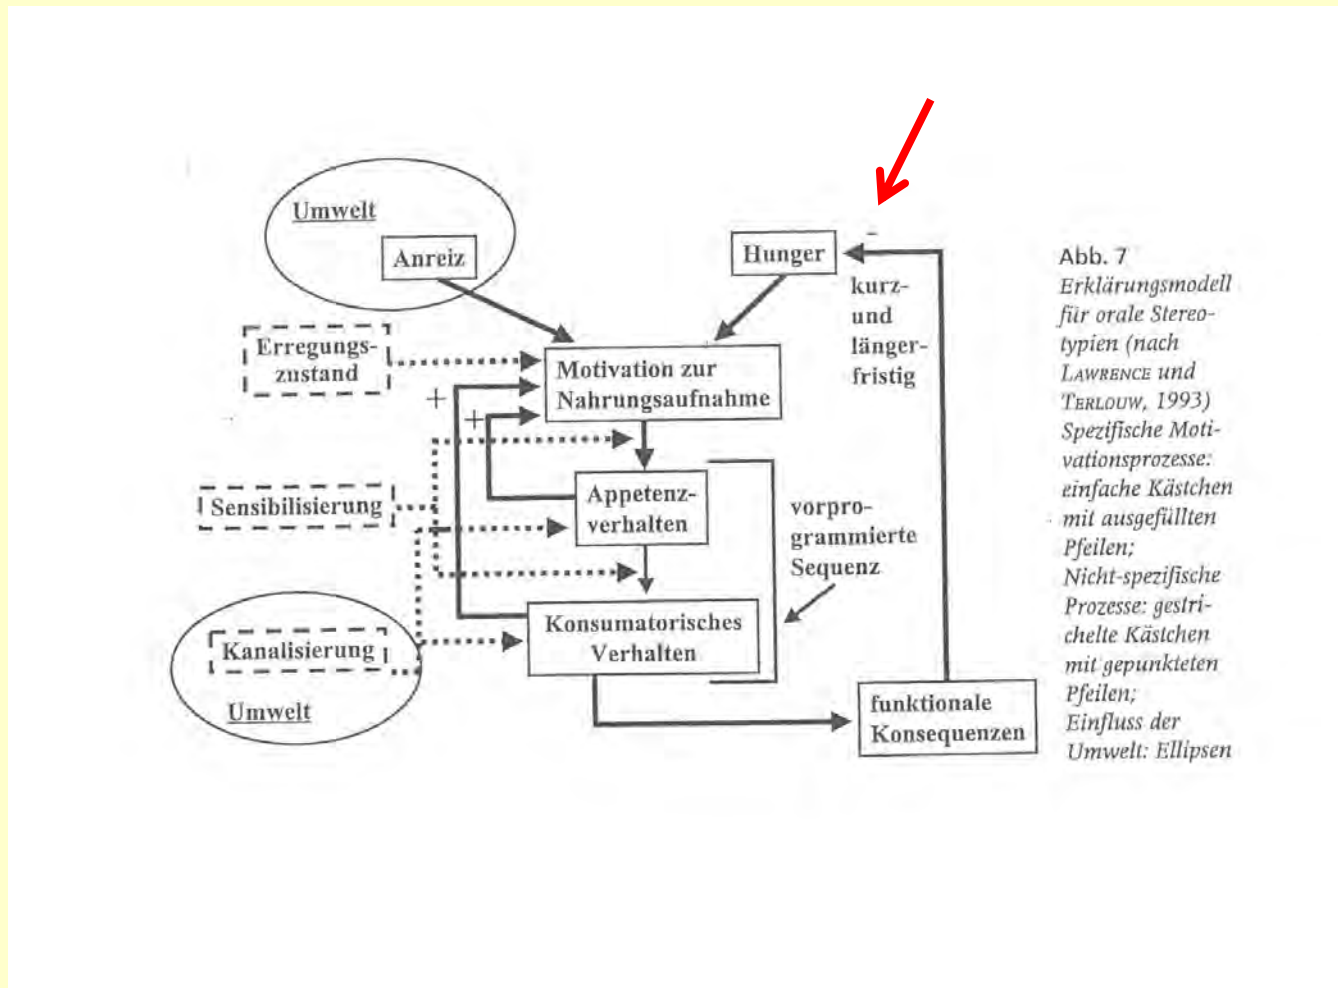 Umwelt
Anreiz
Hunger
-
kurz-
und
länger-
fristig
Erregungs-
zustand
Motivation zur
Nahrungsaufnahme
+
+
Sensibilisierung
Appetenz-
verhalten
vorpro-
grammierte
Sequenz
Konsumatorisches
Verhalten
Kanalisierung
Umwelt
funktionale
Konsequenzen
Abb. 7
Erklärungsmodell
für orale Stereo-
typien (nach
LAWRENCE und
TERLOUW, 1993)
Spezifische Moti-
vationsprozesse:
einfache Kästchen
mit ausgefüllten
Pfeilen;
Nicht-spezifische
Prozesse: gestri-
chelte Kästchen
mit gepunkteten
Pfeilen;
Einfluss der
Umwelt: Ellipsen